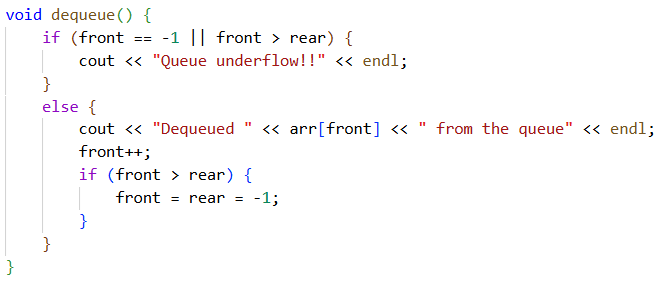 void dequeue() {
    if (front == -1 || front > rear) {
        cout << "Queue underflow!!" << endl;
    }
    else {
        cout << "Dequeued " << arr[front] << " from the queue" << endl;
        front++;
        if (front > rear) {
            front = rear = -1;
        }
    }
}